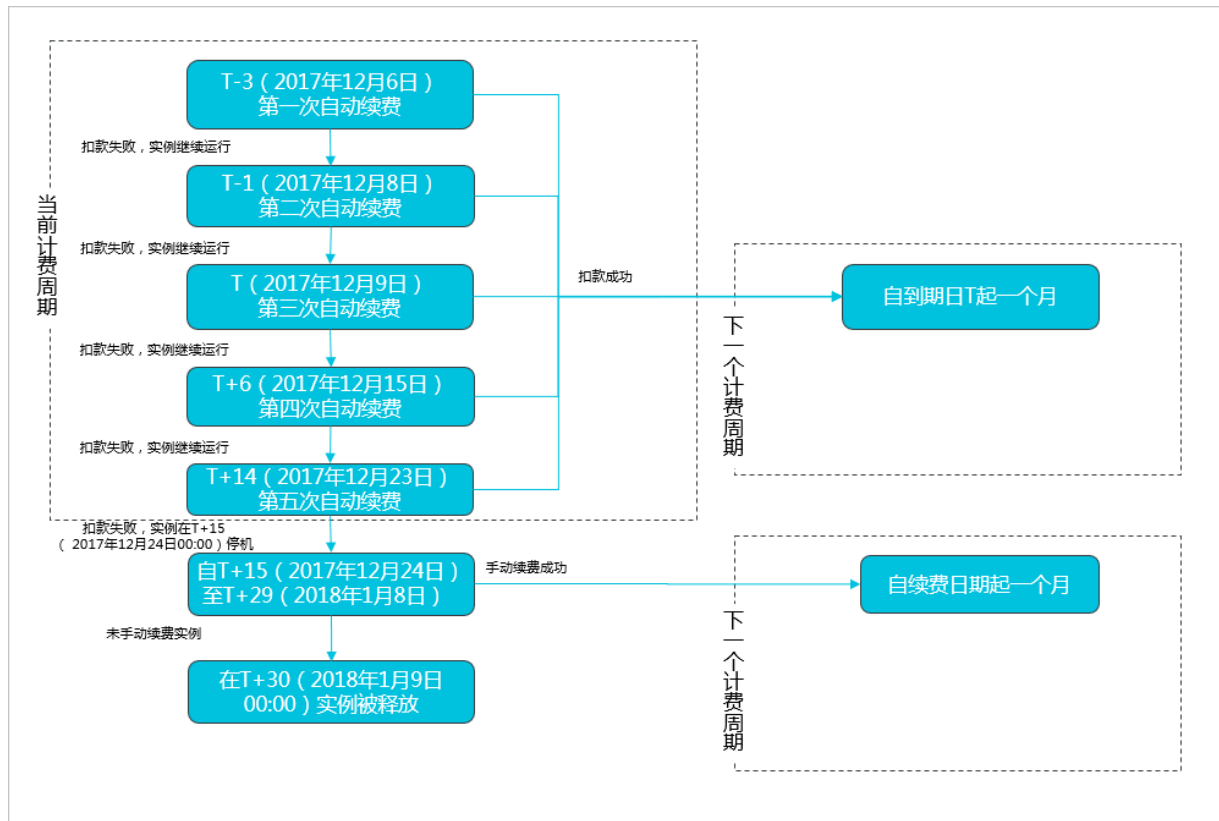 T-3（2017年12月6日）
第一次自动续费
扣款失败，实例继续运行
T-1（2017年12月8日）
第二次自动续费
扣款失败，实例继续运行
T（2017年12月9日）
第三次自动续费
扣款失败，实例继续运行
T+6（2017年12月15日）
第四次自动续费
扣款失败，实例继续运行
T+14（2017年12月23日）
第五次自动续费
当前计费周期
扣款成功
自到期日T起一个月
下一个计费周期
扣款失败，实例在T+15
（ 2017年12月24日00:00）停机
自T+15（2017年12月24日）
至T+29（2018年1月8日）
手动续费成功
自续费日期起一个月
下一个计费周期
未手动续费实例
在T+30（2018年1月9日
00:00）实例被释放